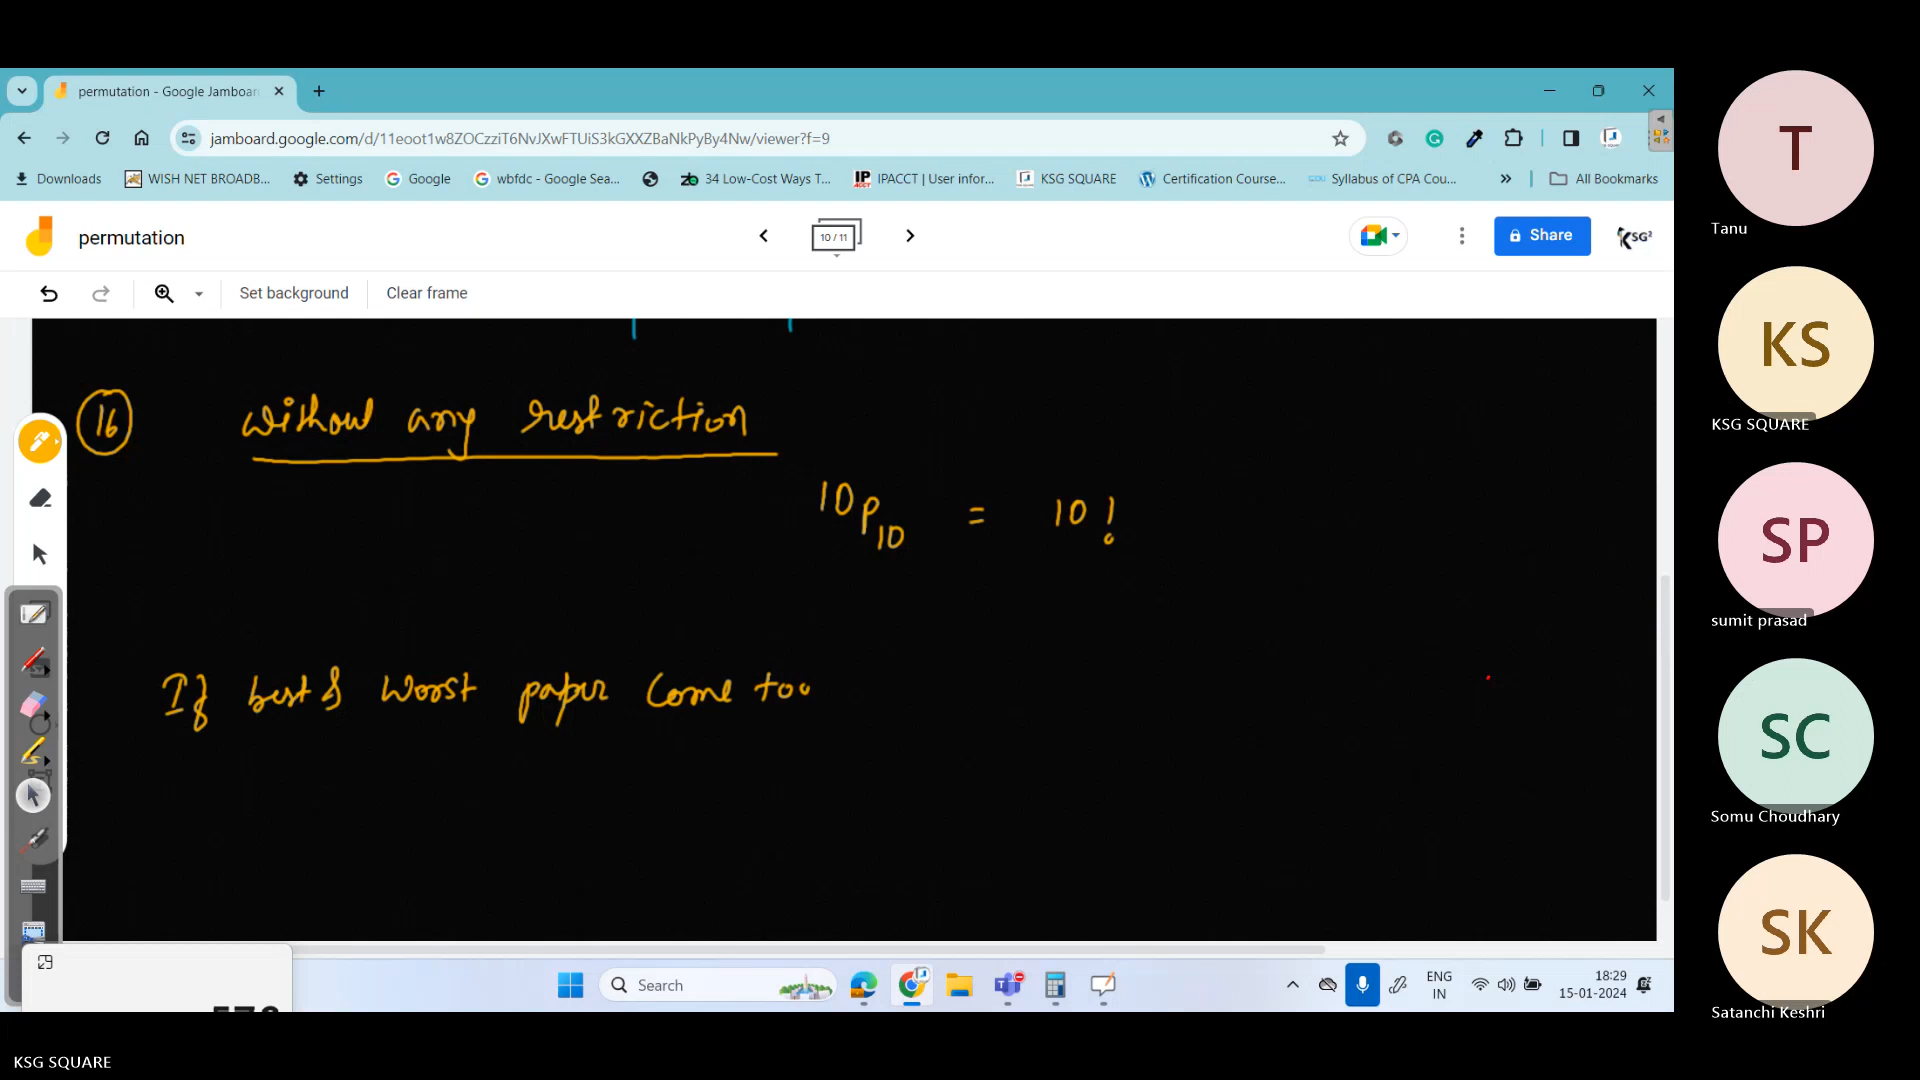 permutation - Google Jamboar
jamboard.google.com/d/11eoot1w8ZOCzziT6NvJXwFTUiS3kGXXZBaNkPyBy4Nw/viewer?f=9
Downloads WISH NET BROADB... Settings Google wbfdc - Google Sea... 34 Low-Cost Ways T... IPACCT | User infor... KSG SQUARE Certification Course... Syllabus of CPA Cou... » All Bookmarks
permutation 10 / 11 Share KSG²
Set background Clear frame
16 without any restriction
10P10 = 10!
If best & worst paper come too
Search
ENG
IN
18:29
15-01-2024
KSG SQUARE
T
Tanu
KS
KSG SQUARE
SP
sumit prasad
SC
Somu Choudhary
SK
Satanchi Keshri